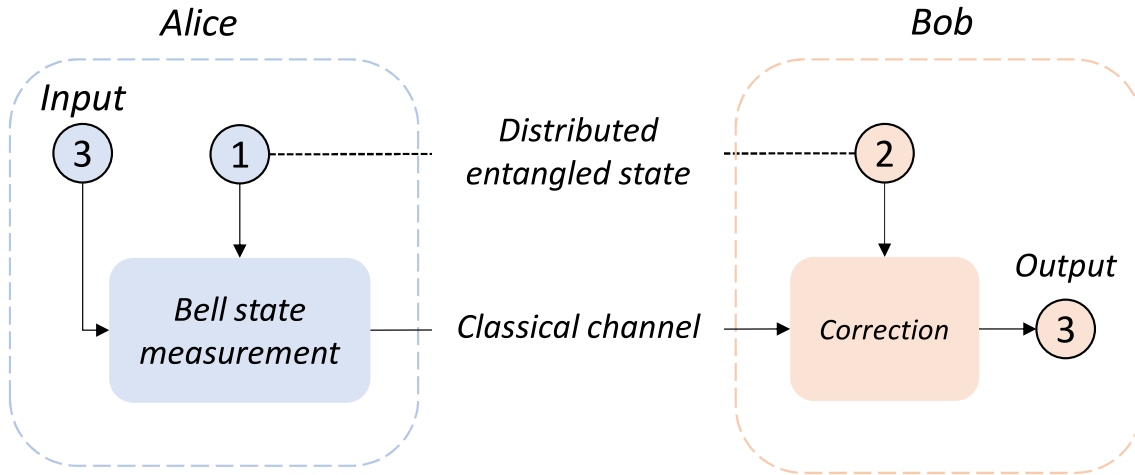 Alice
Bob
Input
3
1
Distributed
entangled state
2
Bell state
measurement
Classical channel
Correction
Output
3